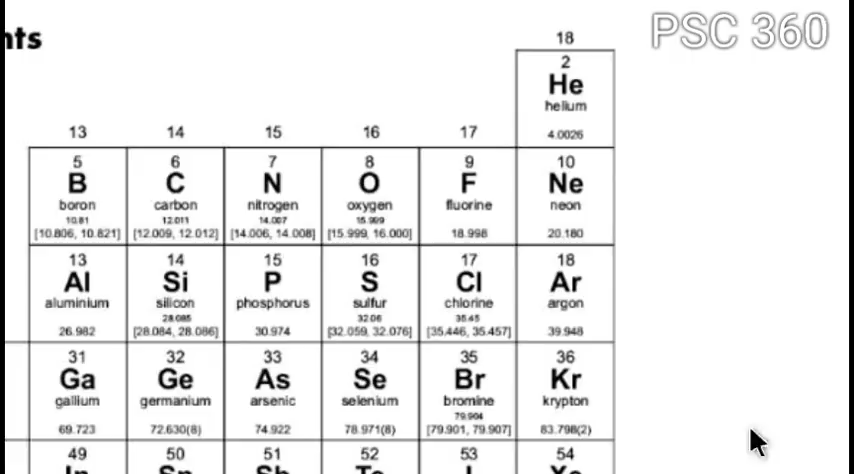 nts
PSC 360
18
2
He
helium
4.0026
13 14 15 16 17
5 6 7 8 9 10
B C N O F Ne
boron carbon nitrogen oxygen fluorine neon
10.81 12.011 14.007 15.999
[10.806, 10.821] [12.009, 12.012] [14.006, 14.008] [15.999, 16.000] 18.998 20.180
13 14 15 16 17 18
Al Si P S Cl Ar
aluminium silicon phosphorus sulfur chlorine argon
28.085 32.06 35.45
26.982 [28.084, 28.086] 30.974 [32.059, 32.076] [35.446, 35.457] 39.948
31 32 33 34 35 36
Ga Ge As Se Br Kr
gallium germanium arsenic selenium bromine krypton
79.904
69.723 72.630(8) 74.922 78.971(8) [79.901, 79.907] 83.798(2)
49 50 51 52 53 54
In Sn Sb Te I Xe